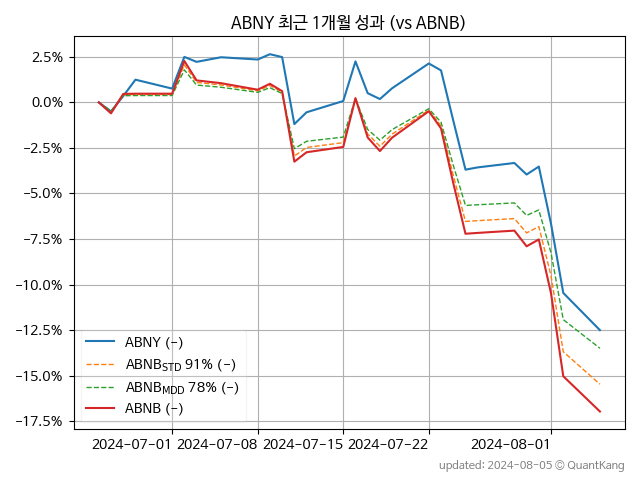 ABNY 최근 1개월 성과 (vs ABNB)
2.5%
0.0%
−2.5%
−5.0%
−7.5%
−10.0%
−12.5%
−15.0%
−17.5%
ABNY (-)
ABNB_STD 91% (-)
ABNB_MDD 78% (-)
ABNB (-)
2024-07-01 2024-07-08 2024-07-15 2024-07-22 2024-08-01
updated: 2024-08-05 © QuantKang